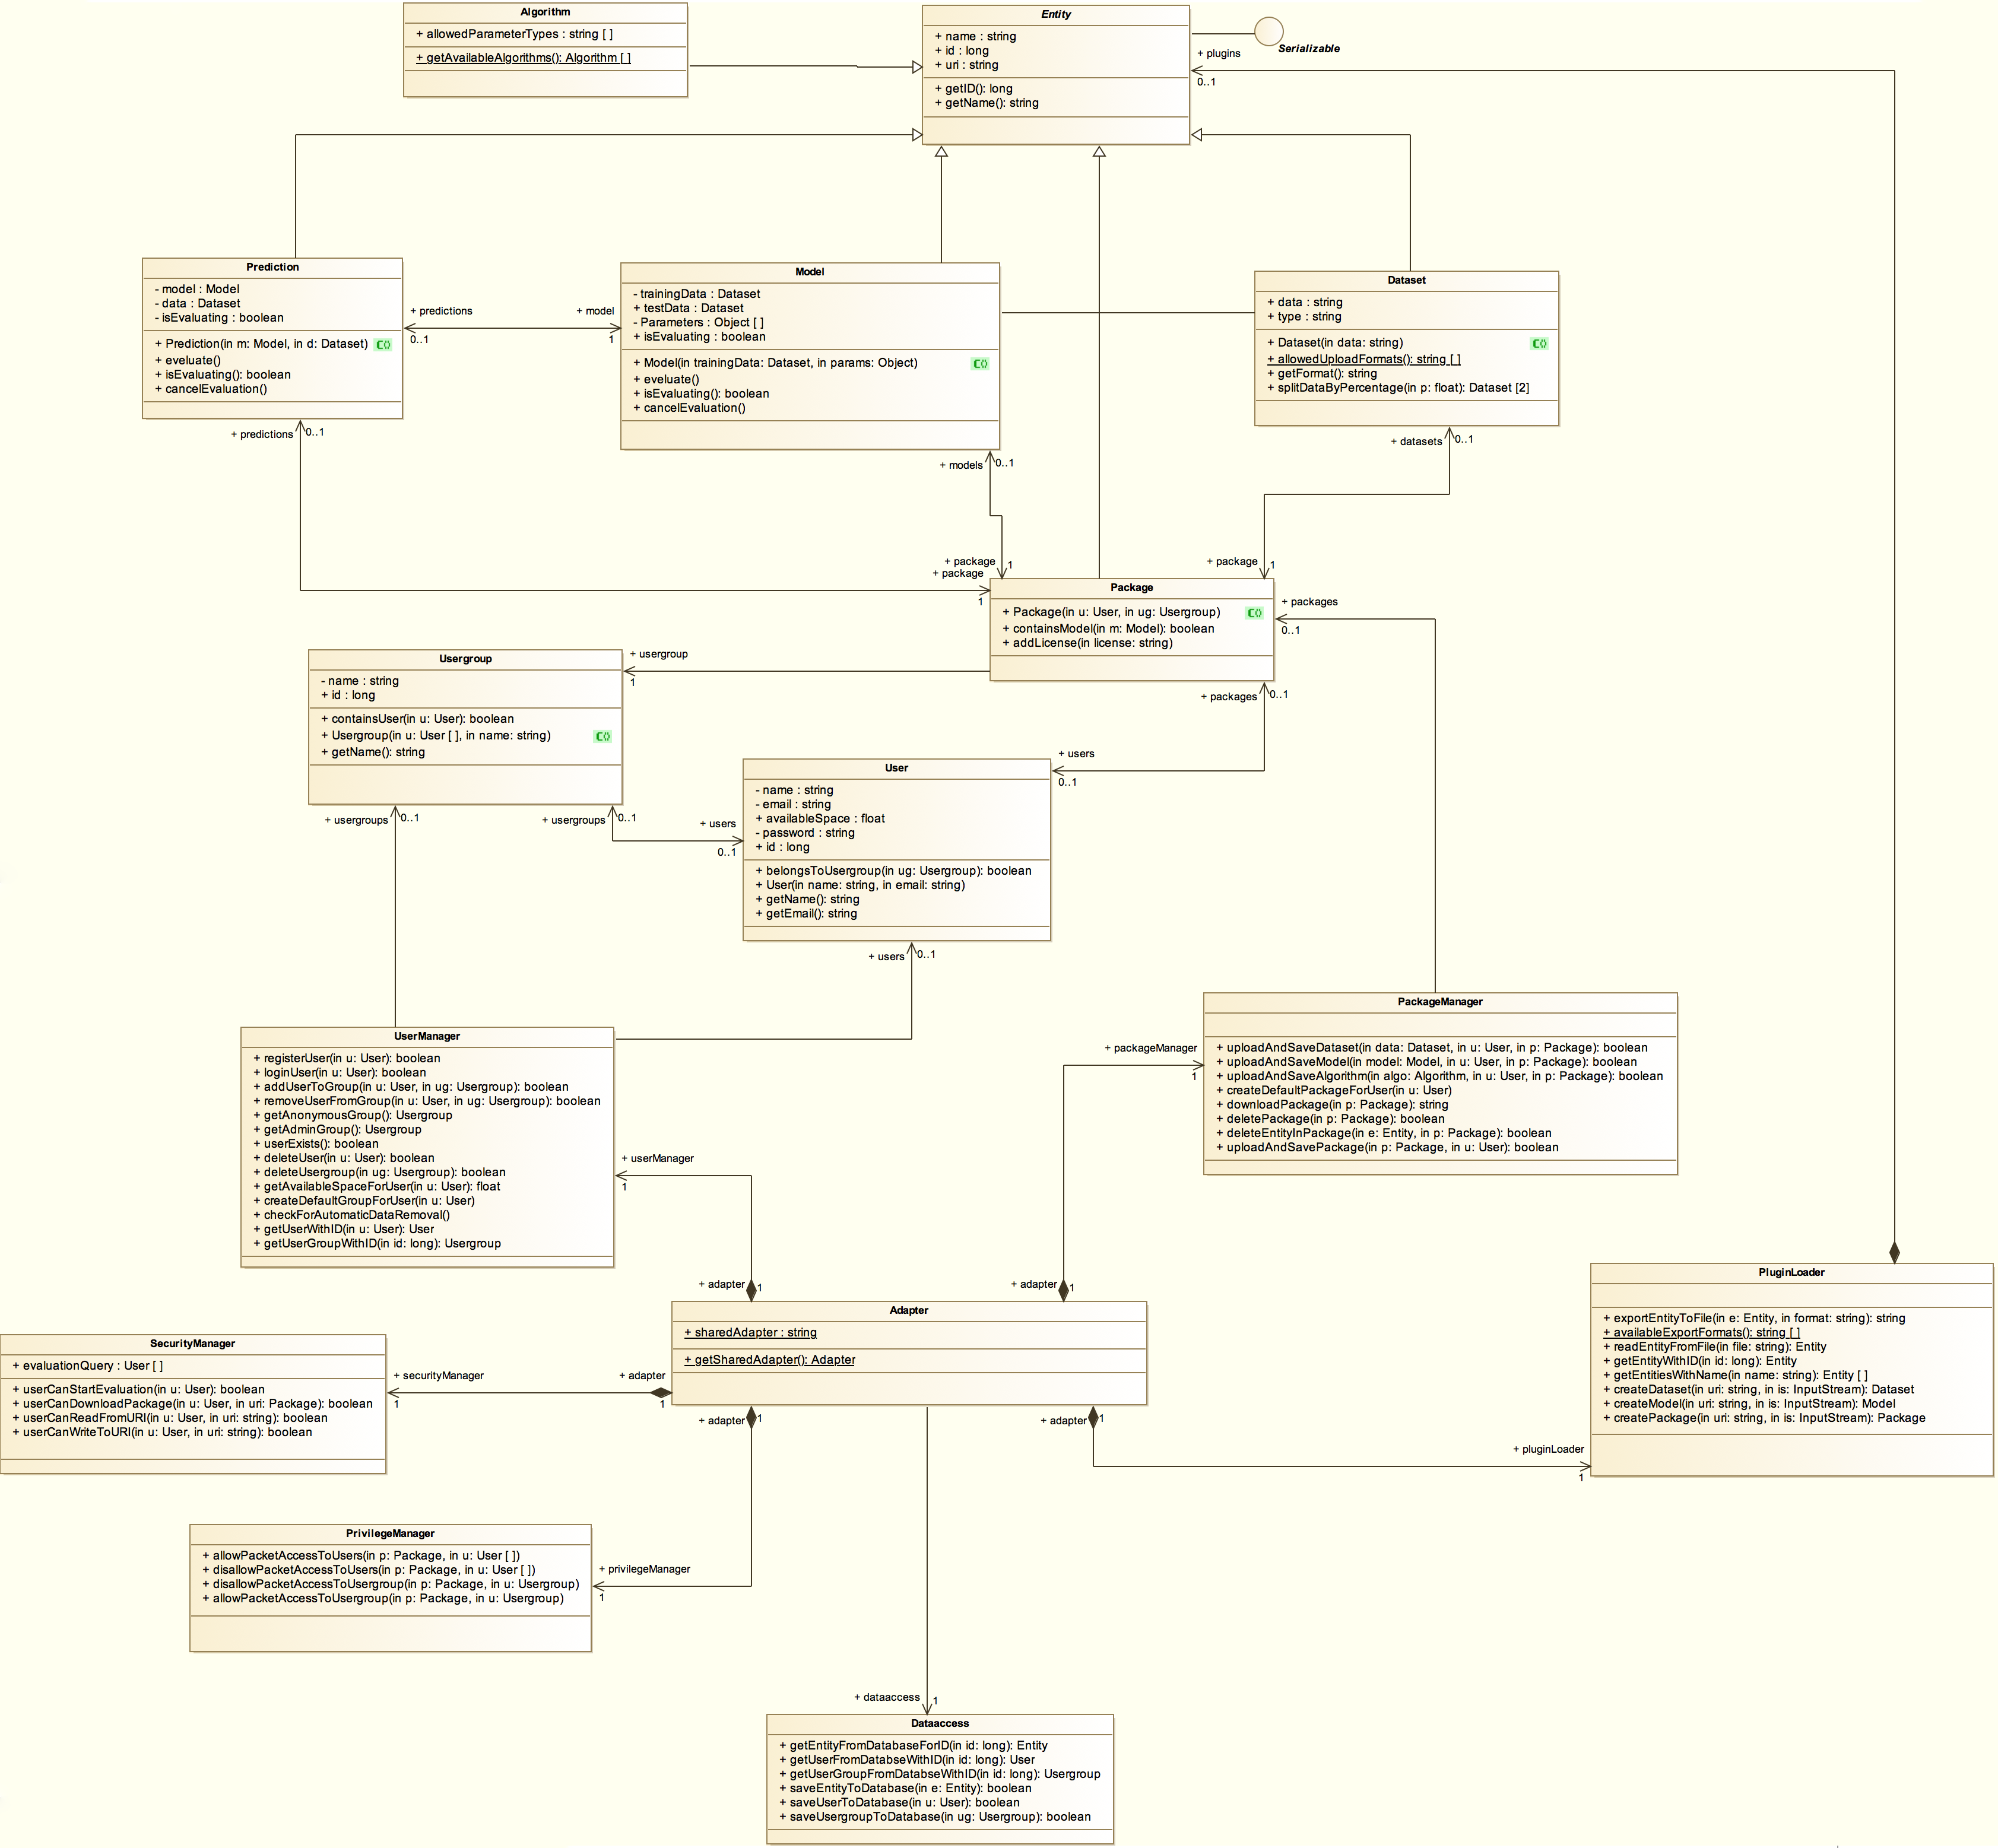 Algorithm
+ allowedParameterTypes : string [ ]
+ getAvailableAlgorithms(): Algorithm [ ]
Entity
+ name : string
+ id : long
+ uri : string
+ getID(): long
+ getName(): string
Serializable
+ plugins
0..1
Prediction
- model : Model
- data : Dataset
- isEvaluating : boolean
+ Prediction(in m: Model, in d: Dataset)
C()
+ eveluate()
+ isEvaluating(): boolean
+ cancelEvaluation()
+ predictions
0..1
+ model
1
Model
- trainingData : Dataset
+ testData : Dataset
- Parameters : Object [ ]
+ isEvaluating : boolean
+ Model(in trainingData: Dataset, in params: Object)
C()
+ eveluate()
+ isEvaluating(): boolean
+ cancelEvaluation()
Dataset
+ data : string
+ type : string
+ Dataset(in data: string)
C()
+ allowedUploadFormats(): string [ ]
+ getFormat(): string
+ splitDataByPercentage(in p: float): Dataset [2]
+ predictions
0..1
+ models
0..1
+ datasets
0..1
+ package
1
+ package
1
+ package
1
Package
+ Package(in u: User, in ug: Usergroup)
C()
+ containsModel(in m: Model): boolean
+ addLicense(in license: string)
+ packages
0..1
+ usergroup
1
+ packages
0..1
Usergroup
- name : string
+ id : long
+ containsUser(in u: User): boolean
+ Usergroup(in u: User [ ], in name: string)
C()
+ getName(): string
+ usergroups
0..1
+ usergroups
0..1
+ users
0..1
+ users
0..1
User
- name : string
- email : string
+ availableSpace : float
- password : string
+ id : long
+ belongsToUsergroup(in ug: Usergroup): boolean
+ User(in name: string, in email: string)
+ getName(): string
+ getEmail(): string
+ users
0..1
UserManager
+ registerUser(in u: User): boolean
+ loginUser(in u: User): boolean
+ addUserToGroup(in u: User, in ug: Usergroup): boolean
+ removeUserFromGroup(in u: User, in ug: Usergroup): boolean
+ getAnonymousGroup(): Usergroup
+ getAdminGroup(): Usergroup
+ userExists(): boolean
+ deleteUser(in u: User): boolean
+ deleteUsergroup(in ug: Usergroup): boolean
+ getAvailableSpaceForUser(in u: User): float
+ createDefaultGroupForUser(in u: User)
+ checkForAutomaticDataRemoval()
+ getUserWithID(in u: User): User
+ getUserGroupWithID(in id: long): Usergroup
+ userManager
1
+ packageManager
1
PackageManager
+ uploadAndSaveDataset(in data: Dataset, in u: User, in p: Package): boolean
+ uploadAndSaveModel(in model: Model, in u: User, in p: Package): boolean
+ uploadAndSaveAlgorithm(in algo: Algorithm, in u: User, in p: Package): boolean
+ createDefaultPackageForUser(in u: User)
+ downloadPackage(in p: Package): string
+ deletePackage(in p: Package): boolean
+ deleteEntityInPackage(in e: Entity, in p: Package): boolean
+ uploadAndSavePackage(in p: Package, in u: User): boolean
+ adapter
1
+ adapter
1
Adapter
+ sharedAdapter : string
+ getSharedAdapter(): Adapter
PluginLoader
+ exportEntityToFile(in e: Entity, in format: string): string
+ availableExportFormats(): string [ ]
+ readEntityFromFile(in file: string): Entity
+ getEntityWithID(in id: long): Entity
+ getEntitiesWithName(in name: string): Entity [ ]
+ createDataset(in uri: string, in is: InputStream): Dataset
+ createModel(in uri: string, in is: InputStream): Model
+ createPackage(in uri: string, in is: InputStream): Package
SecurityManager
+ evaluationQuery : User [ ]
+ userCanStartEvaluation(in u: User): boolean
+ userCanDownloadPackage(in u: User, in uri: Package): boolean
+ userCanReadFromURI(in u: User, in uri: string): boolean
+ userCanWriteToURI(in u: User, in uri: string): boolean
+ securityManager
1
+ adapter
1
+ adapter
1
+ adapter
1
+ pluginLoader
1
PrivilegeManager
+ allowPacketAccessToUsers(in p: Package, in u: User [ ])
+ disallowPacketAccessToUsers(in p: Package, in u: User [ ])
+ disallowPacketAccessToUsergroup(in p: Package, in u: Usergroup)
+ allowPacketAccessToUsergroup(in p: Package, in u: Usergroup)
+ privilegeManager
1
+ dataaccess
1
Dataaccess
+ getEntityFromDatabaseForID(in id: long): Entity
+ getUserFromDatabseWithID(in id: long): User
+ getUserGroupFromDatabseWithID(in id: long): Usergroup
+ saveEntityToDatabase(in e: Entity): boolean
+ saveUserToDatabase(in u: User): boolean
+ saveUsergroupToDatabase(in ug: Usergroup): boolean